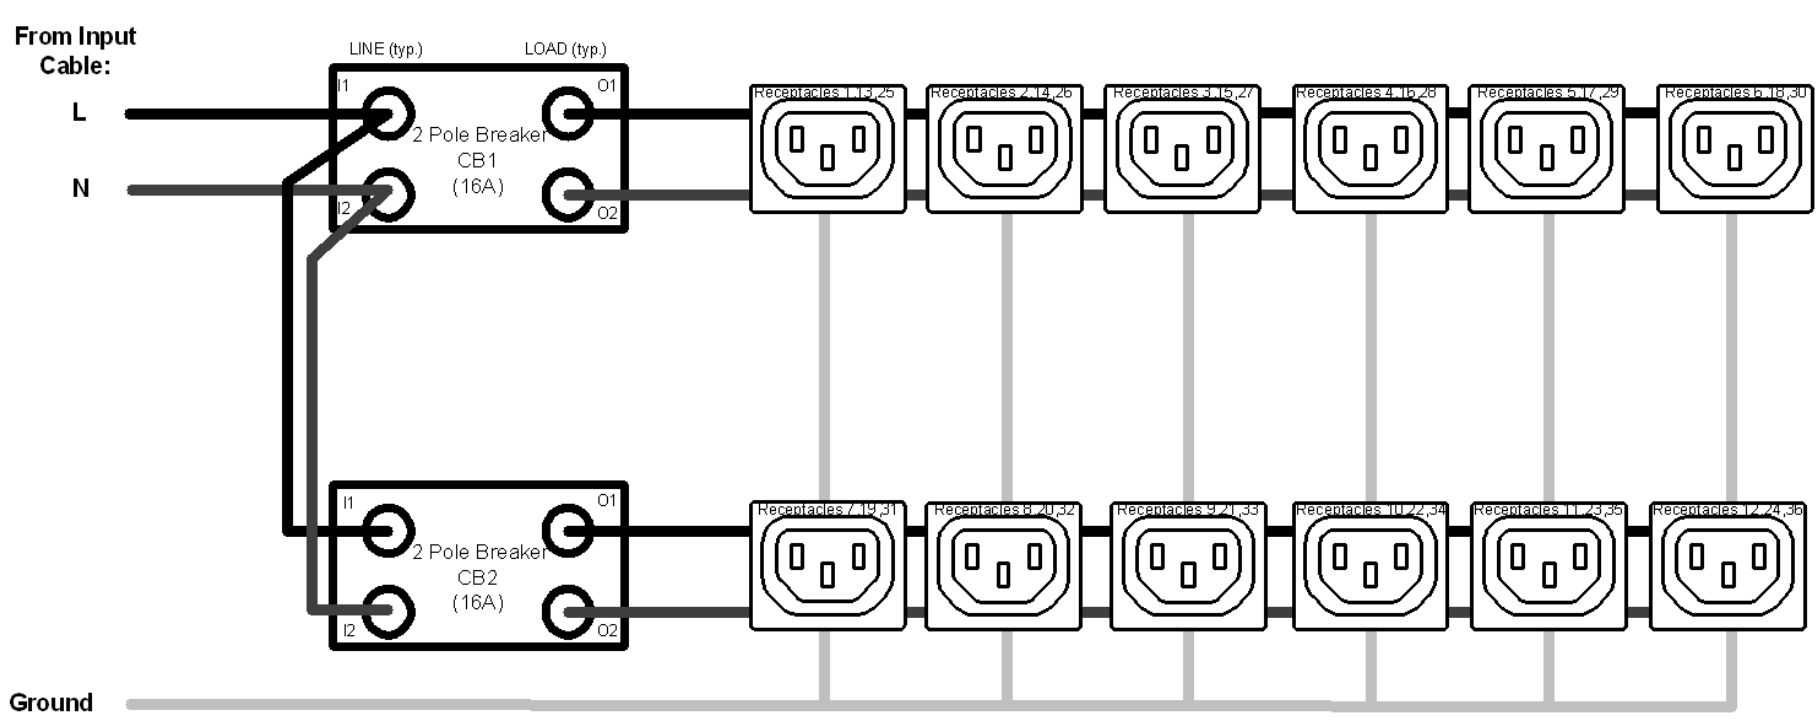 From Input
Cable:
LINE (typ.)
LOAD (typ.)
L
N
I1
O1
2 Pole Breaker
CB1
(16A)
I2
O2
Receptacles 1,13,25
Receptacles 2,14,26
Receptacles 3,15,27
Receptacles 4,16,28
Receptacles 5,17,29
Receptacles 6,18,30
I1
O1
2 Pole Breaker
CB2
(16A)
I2
O2
Receptacles 7,19,31
Receptacles 8,20,32
Receptacles 9,21,33
Receptacles 10,22,34
Receptacles 11,23,35
Receptacles 12,24,36
Ground